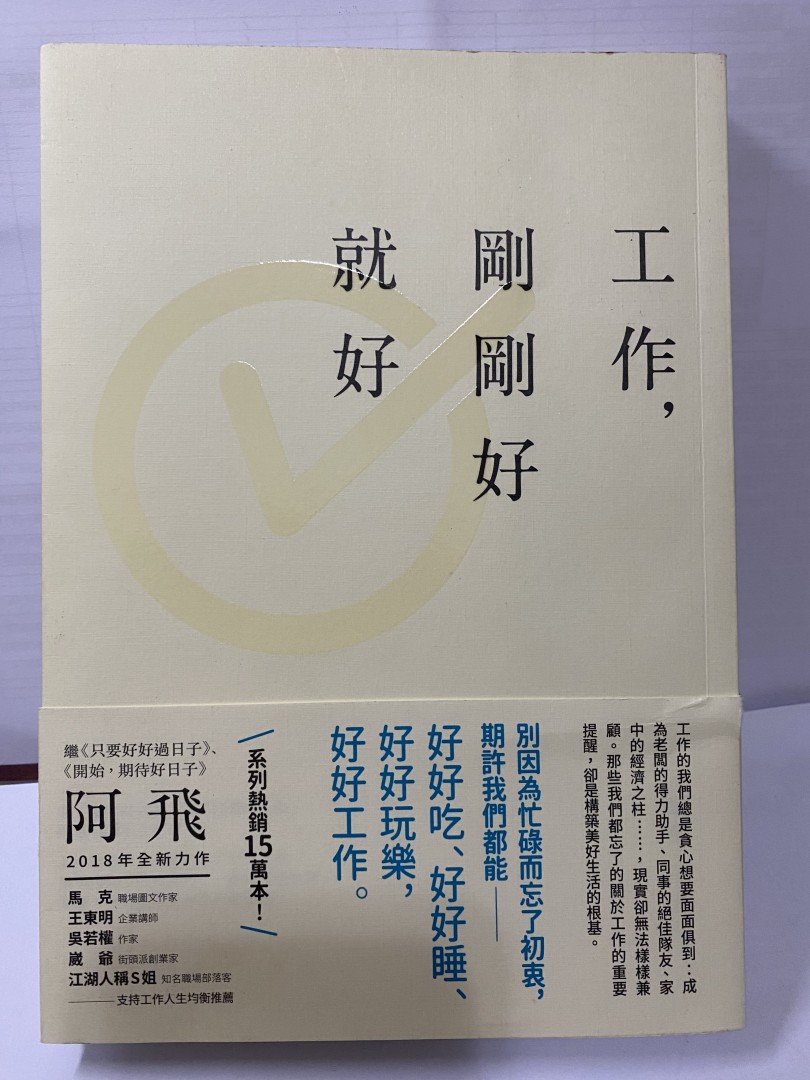 工作，
剛剛好
就好
工作的我們總是貪心想要面面俱到：成
為老闆的得力助手、同事的絕佳隊友、家
中的經濟之柱……，現實卻無法樣樣兼
顧。那些我們都忘了的關於工作的重要
提醒，卻是構築美好生活的根基。
別因為忙碌而忘了初衷，
期許我們都能——
好好吃、好好睡、
好好玩樂，
好好工作。
系列熱銷15萬本！
繼《只要好好過日子》、
《開始，期待好日子》
阿飛
2018年全新力作
馬克 職場圖文作家
王東明 企業講師
吳若權 作家
崴爺 街頭派創業家
江湖人稱S姐 知名職場部落客
——支持工作人生均衡推薦